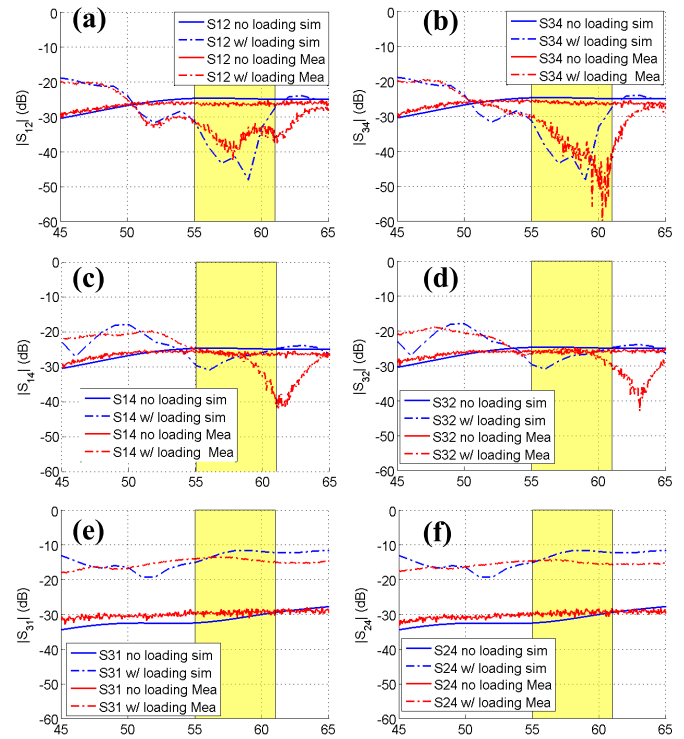 (a)
S12 no loading sim
S12 w/ loading sim
S12 no loading Mea
S12 w/ loading Mea
|S12| (dB)
0
-10
-20
-30
-40
-50
-60
45 50 55 60 65
(b)
S34 no loading sim
S34 w/ loading sim
S34 no loading Mea
S34 w/ loading Mea
|S34| (dB)
0
-10
-20
-30
-40
-50
-60
45 50 55 60 65
(c)
S14 no loading sim
S14 w/ loading sim
S14 no loading Mea
S14 w/ loading Mea
|S14| (dB)
0
-10
-20
-30
-40
-50
-60
45 50 55 60 65
(d)
S32 no loading sim
S32 w/ loading sim
S32 no loading Mea
S32 w/ loading Mea
|S32| (dB)
0
-10
-20
-30
-40
-50
-60
45 50 55 60 65
(e)
S31 no loading sim
S31 w/ loading sim
S31 no loading Mea
S31 w/ loading Mea
|S31| (dB)
0
-10
-20
-30
-40
-50
-60
45 50 55 60 65
(f)
S24 no loading sim
S24 w/ loading sim
S24 no loading Mea
S24 w/ loading Mea
|S24| (dB)
0
-10
-20
-30
-40
-50
-60
45 50 55 60 65